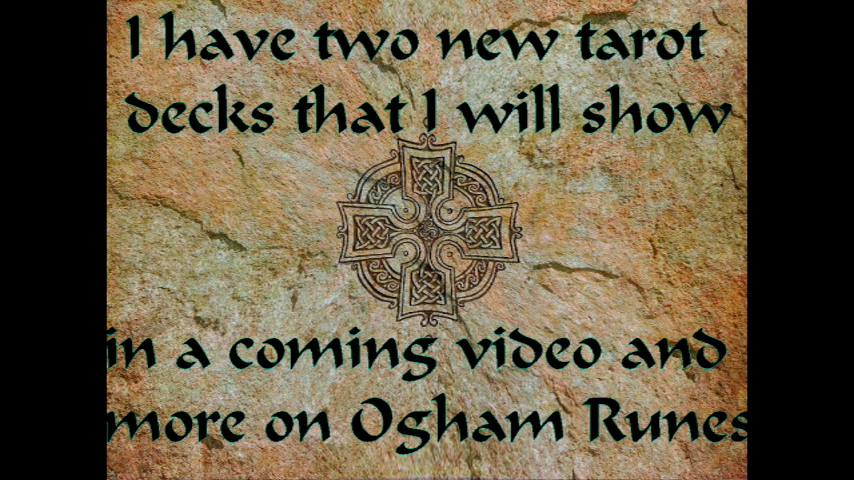 I have two new tarot
decks that I will show
in a coming video and
more on Ogham Runes